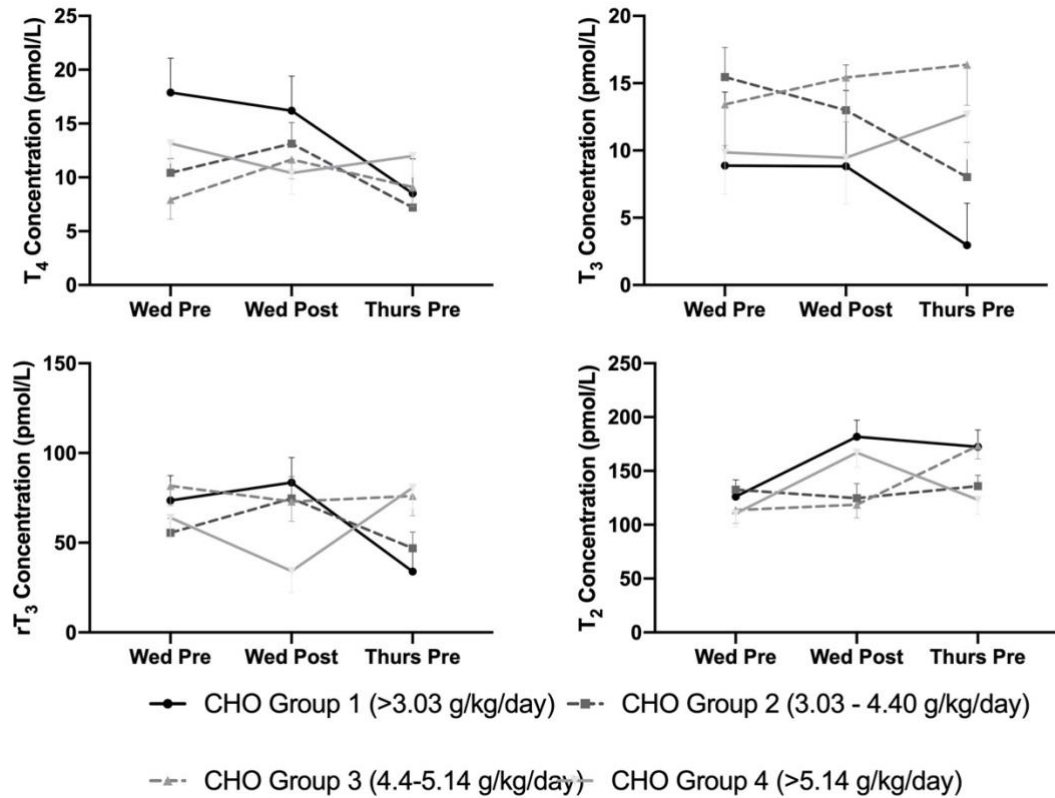 T4 Concentration (pmol/L)
25
20
15
10
5
0
Wed Pre Wed Post Thurs Pre
T3 Concentration (pmol/L)
20
15
10
5
0
Wed Pre Wed Post Thurs Pre
rT3 Concentration (pmol/L)
150
100
50
0
Wed Pre Wed Post Thurs Pre
T2 Concentration (pmol/L)
250
200
150
100
50
0
Wed Pre Wed Post Thurs Pre
CHO Group 1 (>3.03 g/kg/day) CHO Group 2 (3.03 - 4.40 g/kg/day)
CHO Group 3 (4.4-5.14 g/kg/day) CHO Group 4 (>5.14 g/kg/day)